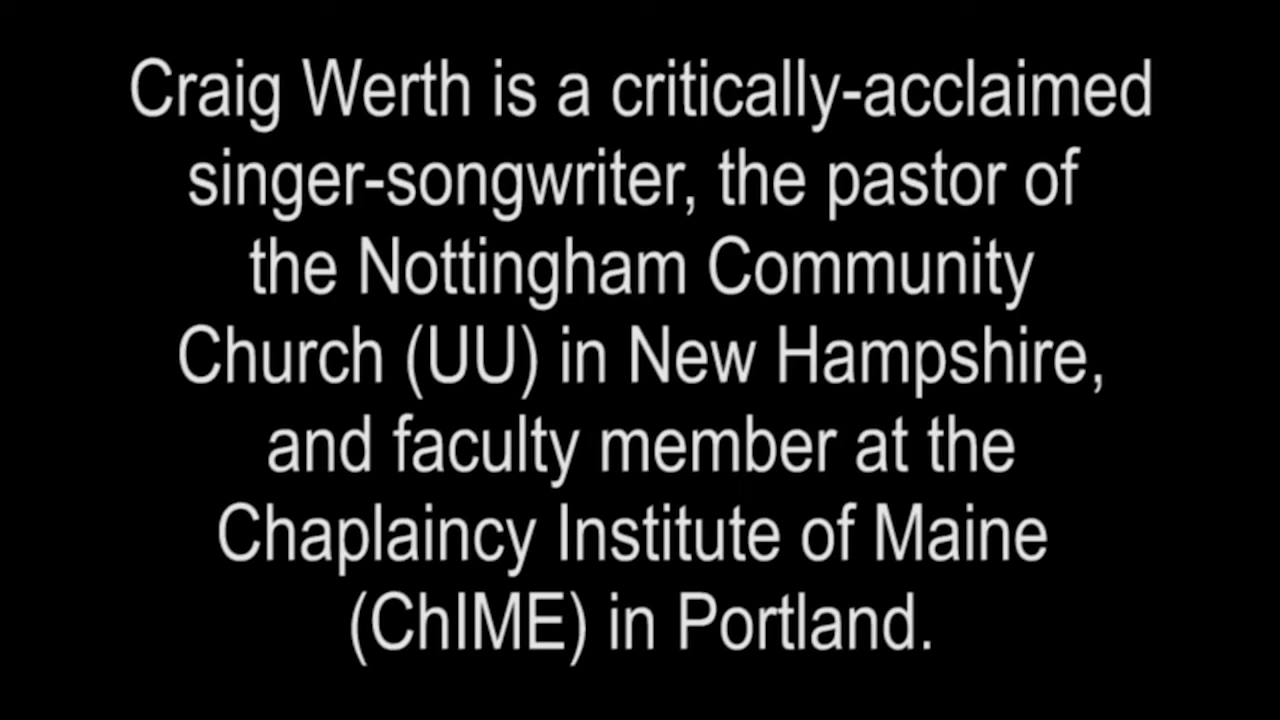 Craig Werth is a critically-acclaimed
singer-songwriter, the pastor of
the Nottingham Community
Church (UU) in New Hampshire,
and faculty member at the
Chaplaincy Institute of Maine
(ChIME) in Portland.